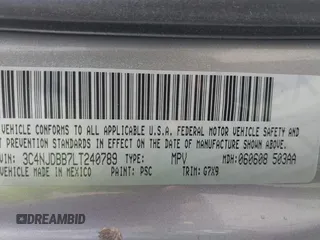 VEHICLE CONFORMS TO ALL APPLICABLE U.S.A. FEDERAL MOTOR VEHICLE SAFETY AND
THEFT PREVENTION STANDARDS IN EFFECT ON THE DATE OF MANUFACTURE SHOWN ABOVE
VIN: 3C4NJDBB7LT240789 TYPE: MPV MDH: 060608 503AA
VEHICLE MADE IN MEXICO PAINT: PSC TRIM: G7X9